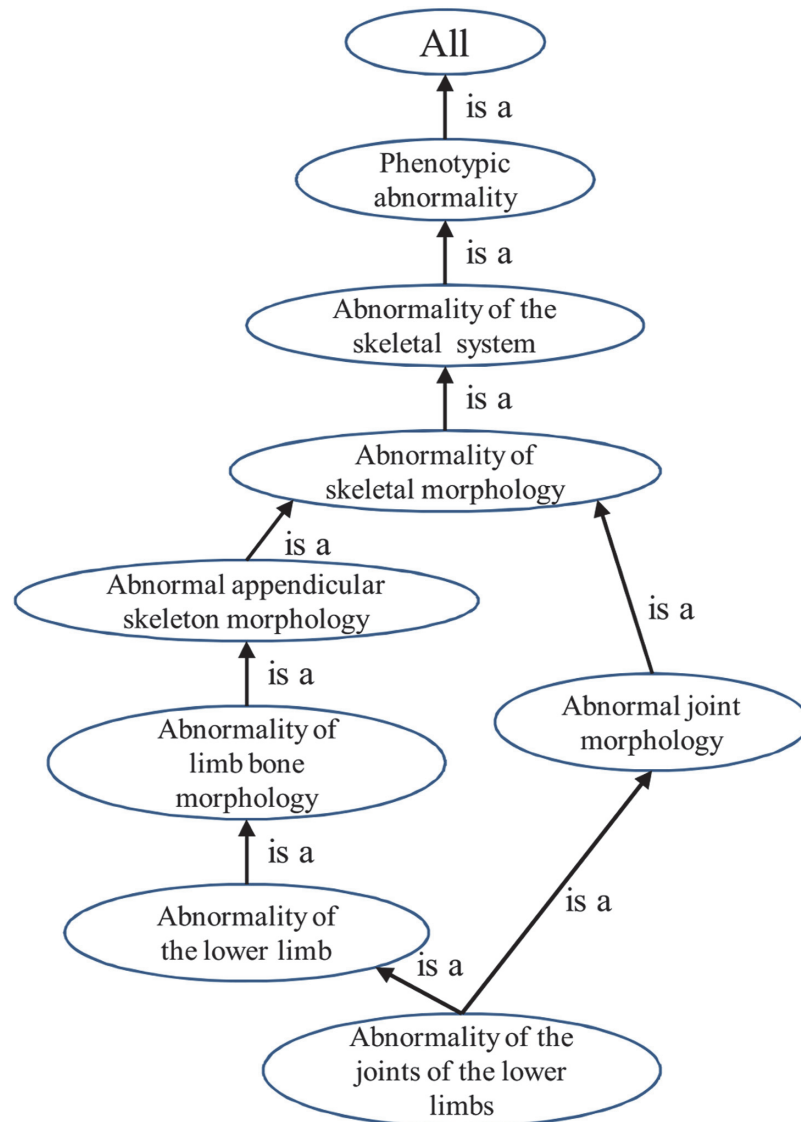 All
is a
Phenotypic
abnormality
is a
Abnormality of the
skeletal system
is a
Abnormality of
skeletal morphology
is a
Abnormal appendicular
skeleton morphology
is a
is a
Abnormality of
limb bone
morphology
Abnormal joint
morphology
is a
is a
Abnormality of
the lower limb
is a
Abnormality of the
joints of the lower
limbs